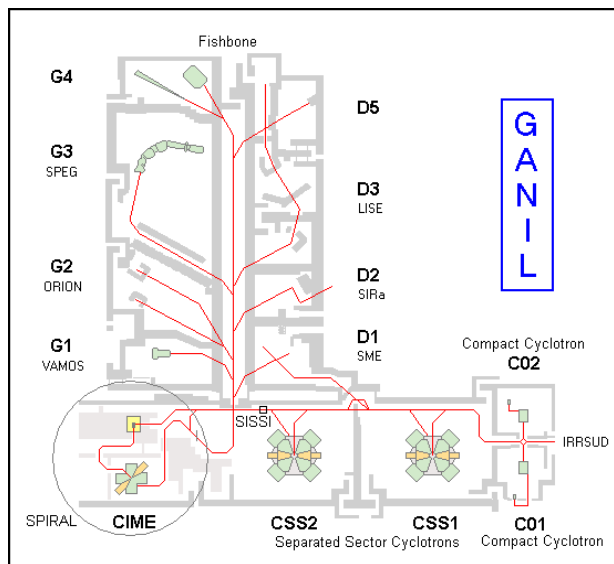 Fishbone
G4
D5
GANIL
G3
SPEG
D3
LISE
G2
ORION
D2
SIRa
G1
VAMOS
D1
SME
Compact Cyclotron
C02
SISSI
IRRSUD
SPIRAL
CIME
CSS2
CSS1
C01
Separated Sector Cyclotrons
Compact Cyclotron